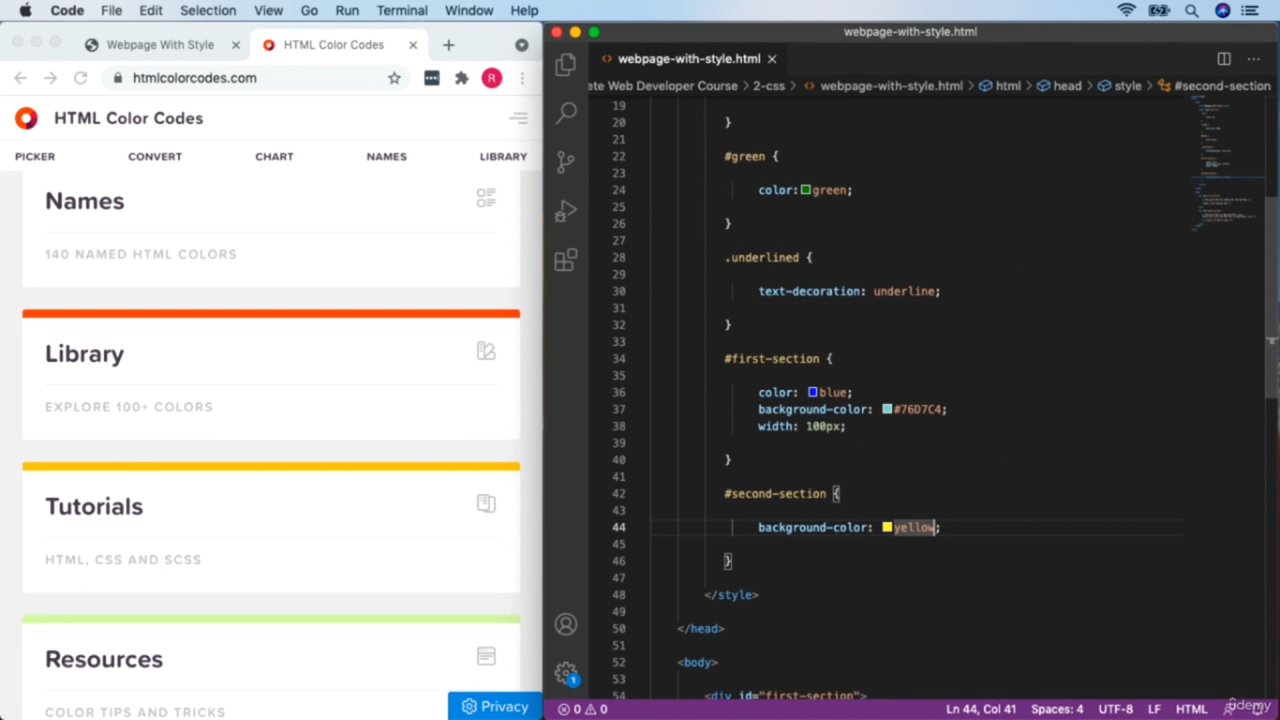 Code File Edit Selection View Go Run Terminal Window Help
Webpage With Style
HTML Color Codes
htmlcolorcodes.com
R
HTML Color Codes
PICKER CONVERT CHART NAMES LIBRARY
Names
140 NAMED HTML COLORS
Library
EXPLORE 100+ COLORS
Tutorials
HTML, CSS AND SCSS
Resources
COLOR TIPS AND TRICKS
Privacy
webpage-with-style.html
webpage-with-style.html
ete Web Developer Course > 2-css > webpage-with-style.html > html > head > style > #second-section
19
20 }
21
22 #green {
23
24 color:green;
25
26 }
27
28 .underlined {
29
30 text-decoration: underline;
31
32 }
33
34 #first-section {
35
36 color: blue;
37 background-color: #76D7C4;
38 width: 100px;
39
40 }
41
42 #second-section {
43
44 background-color: yellow;
45
46 }
47
48 </style>
49
50 </head>
51
52 <body>
53
54 <div id="first-section">
1
0 0 Ln 44, Col 41 Spaces: 4 UTF-8 LF HTML
ûdemy